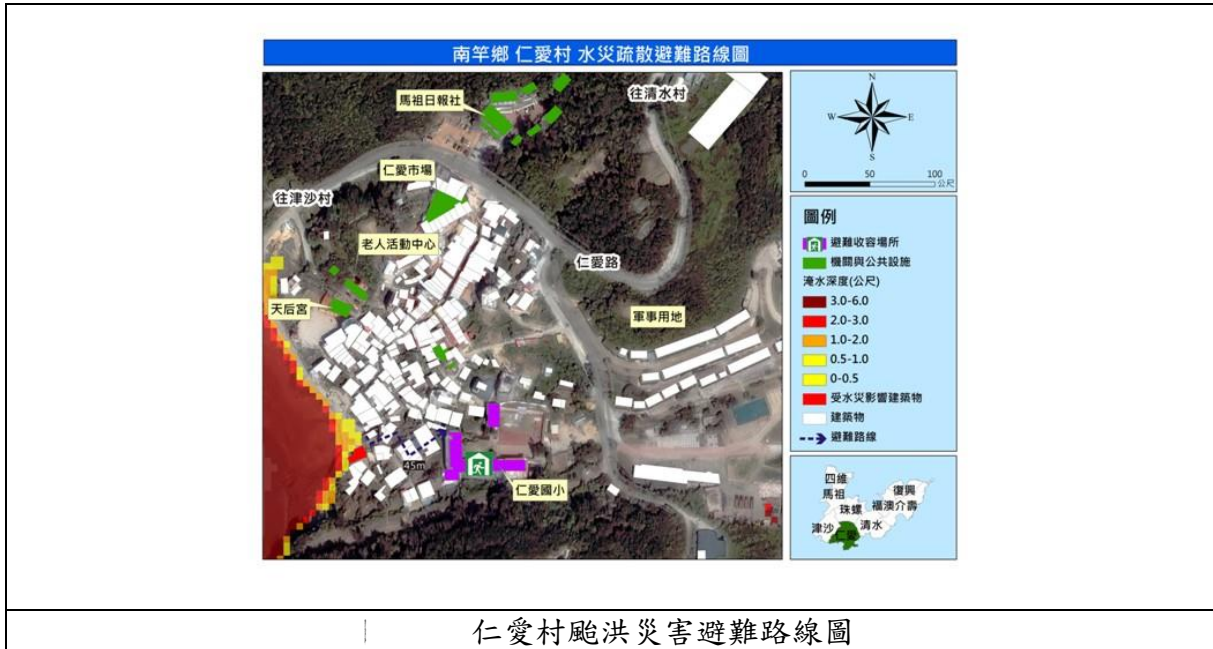 南竿鄉 仁愛村 水災疏散避難路線圖
馬祖日報社
往清水村
仁愛市場
往津沙村
老人活動中心
仁愛路
天后宮
軍事用地
45m
仁愛國小
N
W
E
S
0 50 100
公尺
圖例
避難收容場所
機關與公共設施
淹水深度(公尺)
3.0-6.0
2.0-3.0
1.0-2.0
0.5-1.0
0-0.5
受水災影響建築物
建築物
避難路線
四維
馬祖
復興
珠螺
福澳介壽
津沙
清水
仁愛
仁愛村颱洪災害避難路線圖